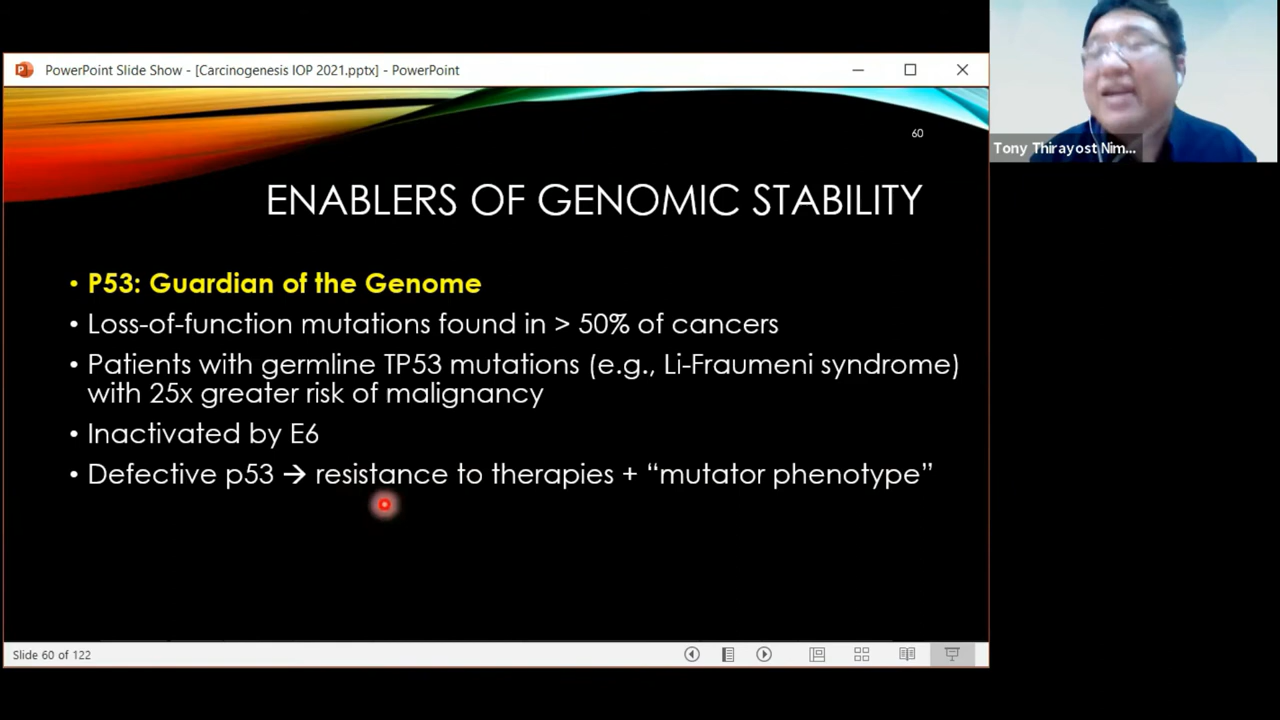 PowerPoint Slide Show - [Carcinogenesis IOP 2021.pptx] - PowerPoint
60
Tony Thirayost Nim...
ENABLERS OF GENOMIC STABILITY
• P53: Guardian of the Genome
• Loss-of-function mutations found in > 50% of cancers
• Patients with germline TP53 mutations (e.g., Li-Fraumeni syndrome)
with 25x greater risk of malignancy
• Inactivated by E6
• Defective p53 → resistance to therapies + “mutator phenotype”
Slide 60 of 122